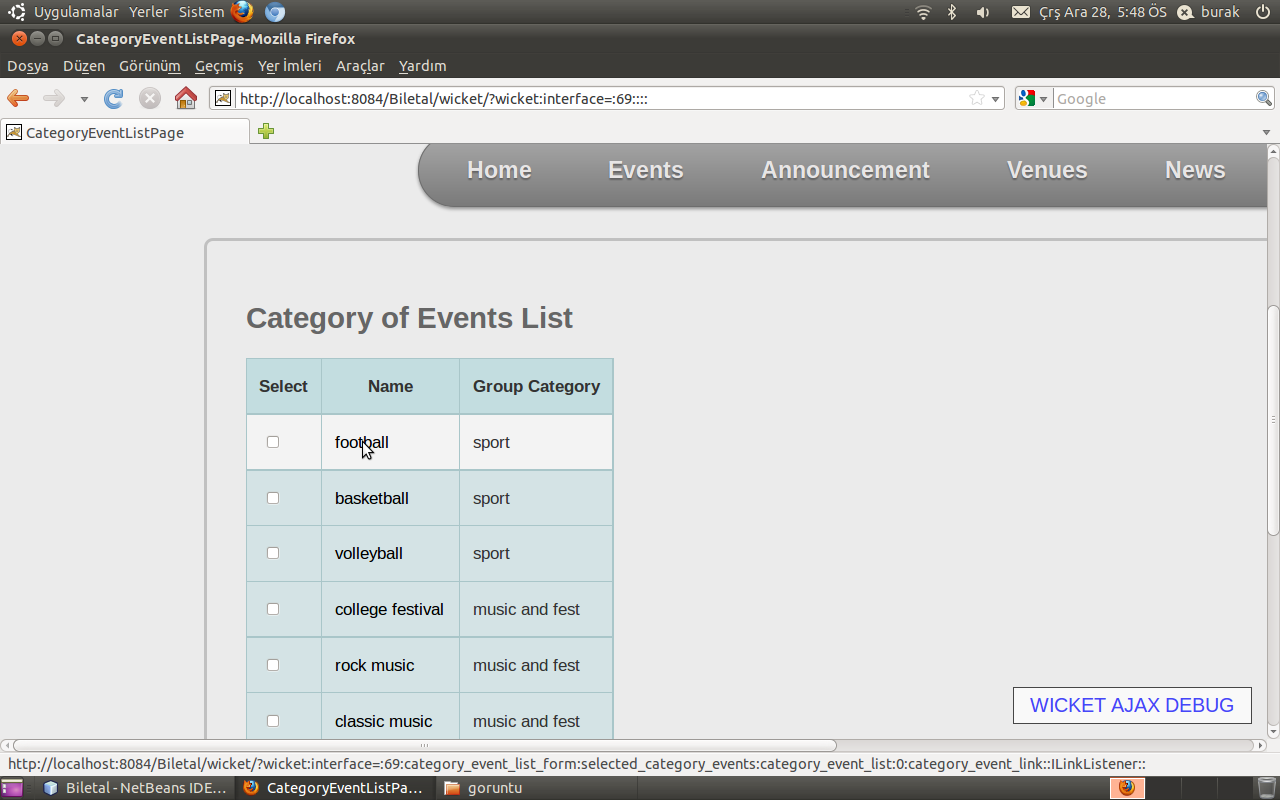 Uygulamalar Yerler Sistem Çrş Ara 28, 5:48 ÖS burak
CategoryEventListPage-Mozilla Firefox
Dosya Düzen Görünüm Geçmiş Yer İmleri Araçlar Yardım
http://localhost:8084/Biletal/wicket/?wicket:interface=:69:::: Google
CategoryEventListPage
Home Events Announcement Venues News
Category of Events List
Select Name Group Category
football sport
basketball sport
volleyball sport
college festival music and fest
rock music music and fest
classic music music and fest
WICKET AJAX DEBUG
http://localhost:8084/Biletal/wicket/?wicket:interface=:69:category_event_list_form:selected_category_events:category_event_list:0:category_event_link::ILinkListener::
Biletal - NetBeans IDE... CategoryEventListPa... goruntu